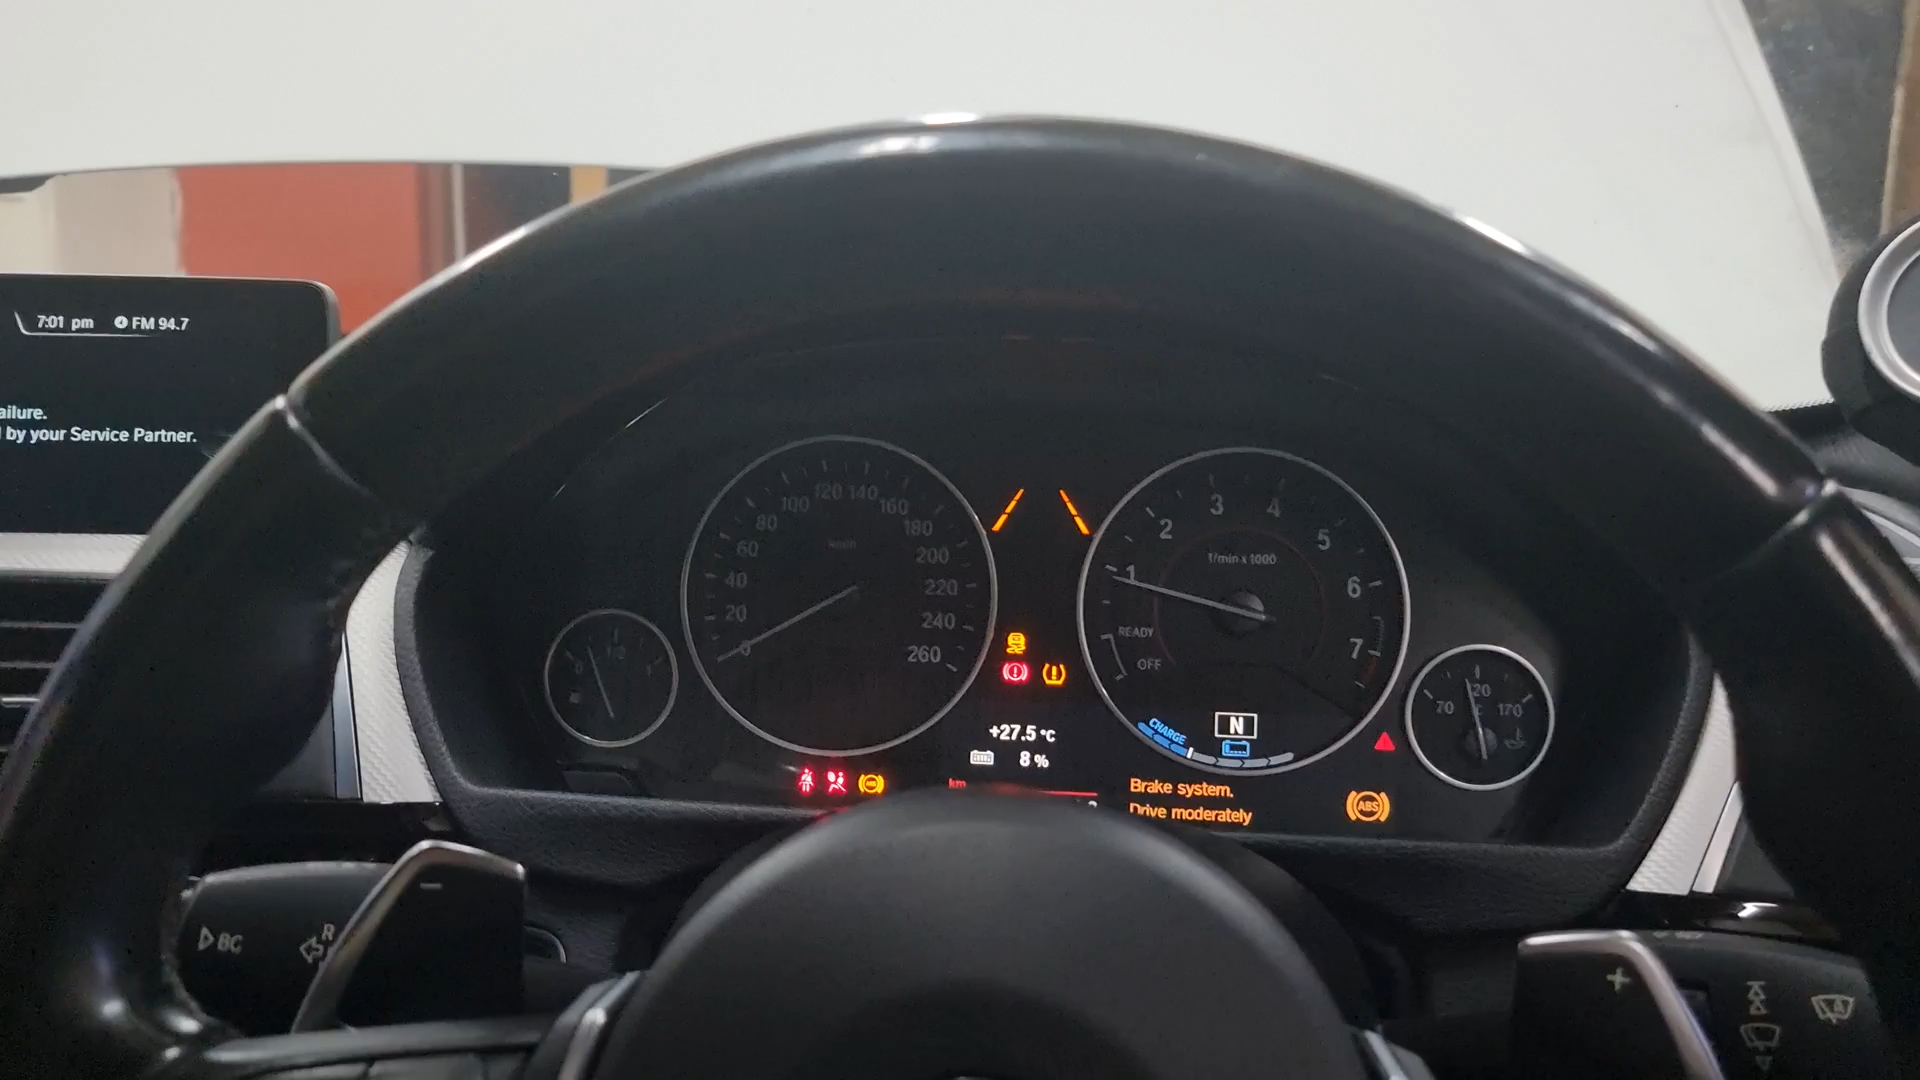 7:01 pm FM 94.7
ailure.
by your Service Partner.
0 20 40 60 80 100 120 140 160 180 200 220 240 260
km/h
1 2 3 4 5 6 7
1/min x 1000
READY
OFF
CHARGE
N
70 120 170
°C
+27.5 °C
8 %
km
Brake system.
Drive moderately
ABS
ABS
BC
R
-
+
A